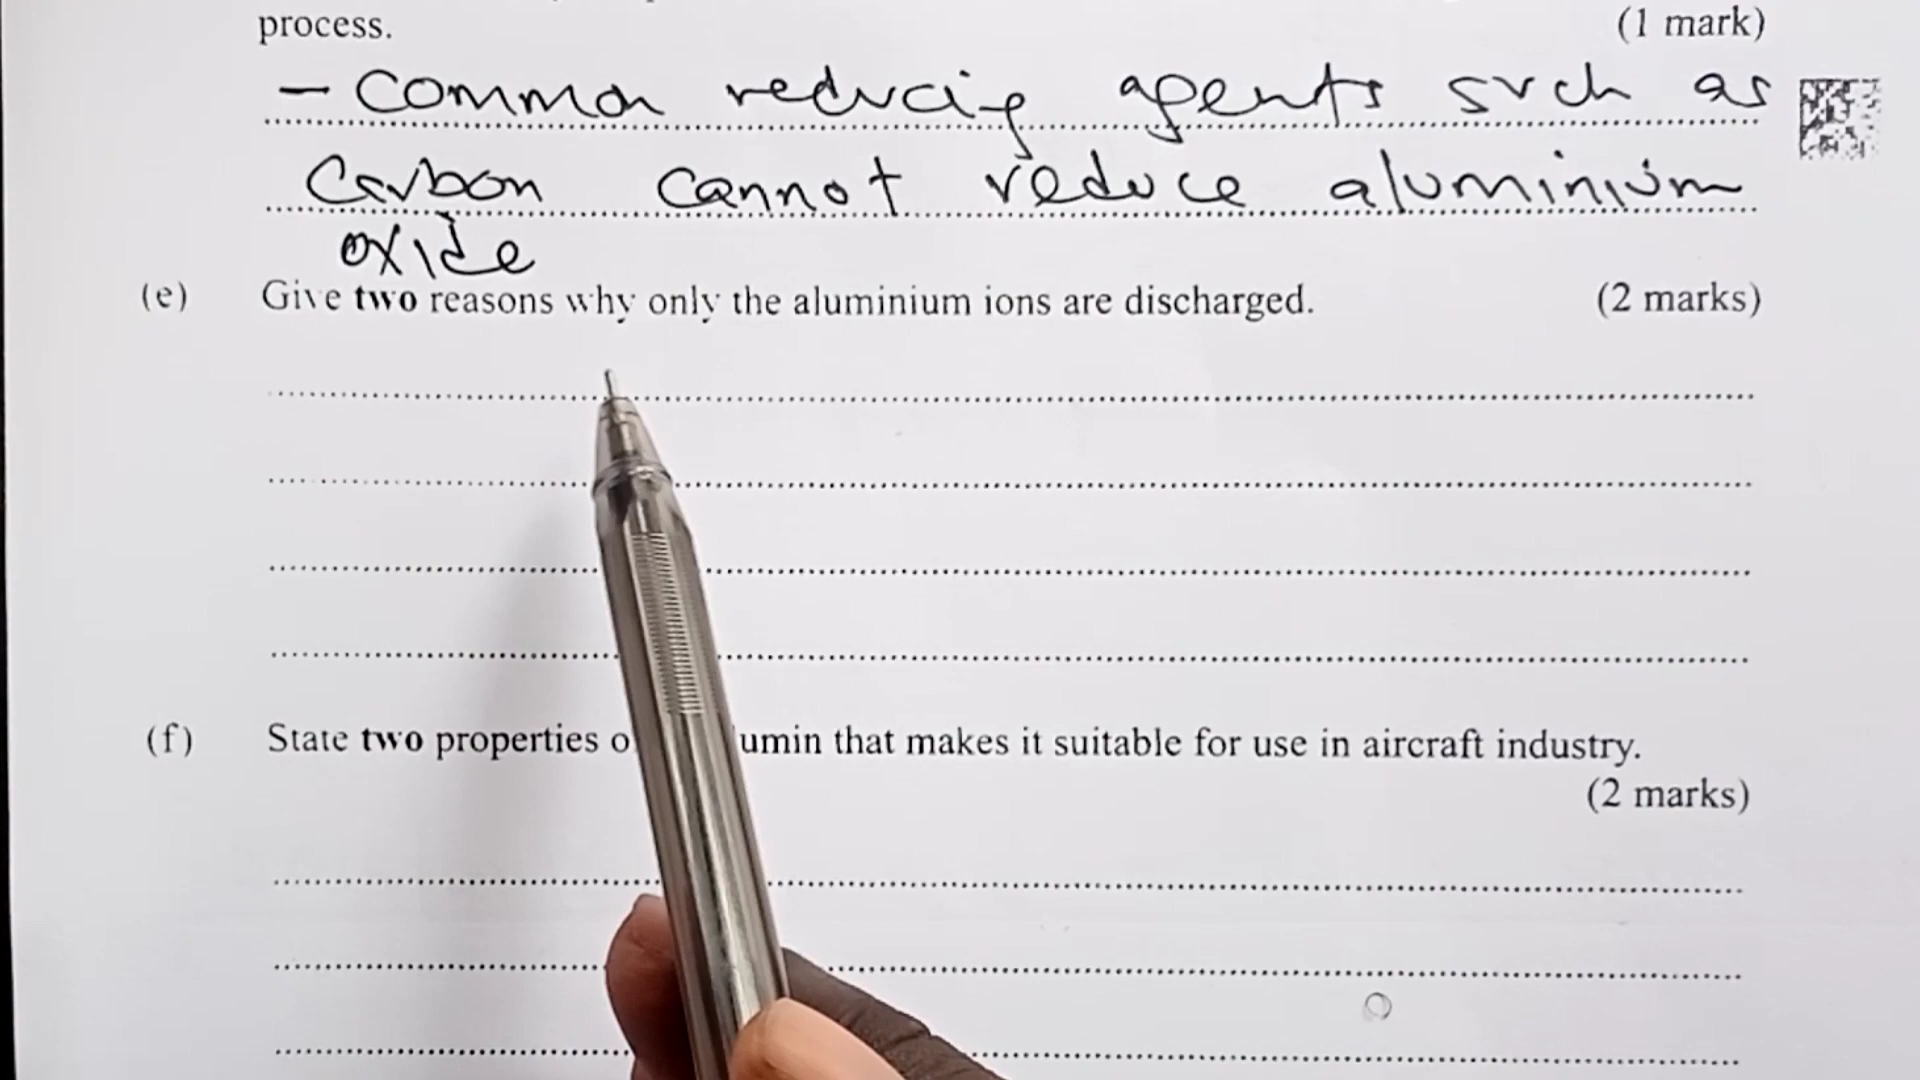 process. (1 mark)
- Common reducing agents such as
Carbon cannot reduce aluminium
oxide
(e) Give two reasons why only the aluminium ions are discharged. (2 marks)
(f) State two properties o umin that makes it suitable for use in aircraft industry.
(2 marks)